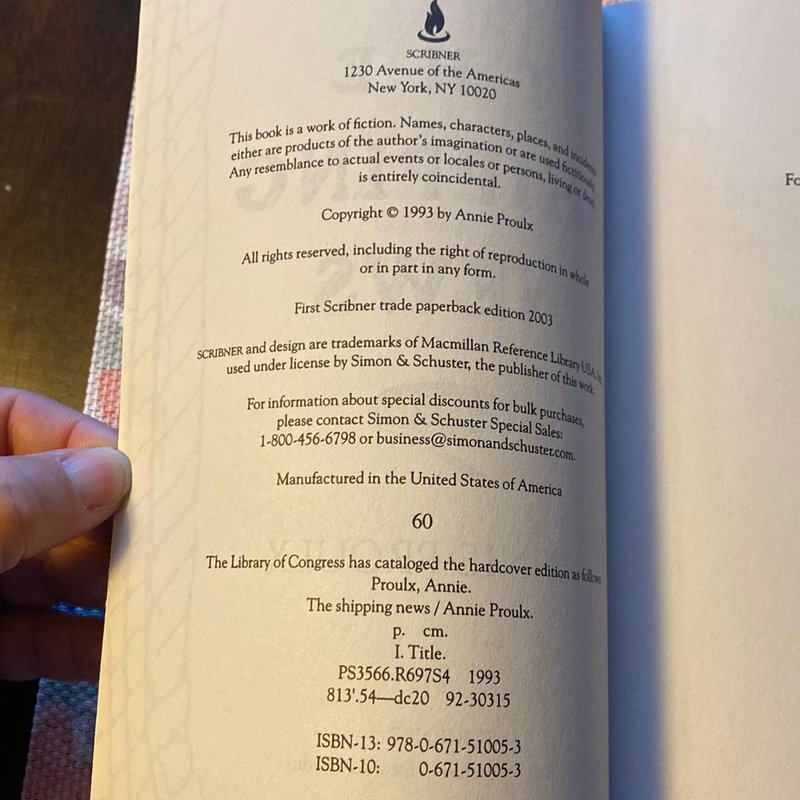 SCRIBNER
1230 Avenue of the Americas
New York, NY 10020
This book is a work of fiction. Names, characters, places, and incidents
either are products of the author's imagination or are used fictitiously.
Any resemblance to actual events or locales or persons, living or dead,
is entirely coincidental.
Copyright © 1993 by Annie Proulx
All rights reserved, including the right of reproduction in whole
or in part in any form.
First Scribner trade paperback edition 2003
SCRIBNER and design are trademarks of Macmillan Reference Library USA, Inc.
used under license by Simon & Schuster, the publisher of this work.
For information about special discounts for bulk purchases,
please contact Simon & Schuster Special Sales:
1-800-456-6798 or business@simonandschuster.com.
Manufactured in the United States of America
60
The Library of Congress has cataloged the hardcover edition as follows:
Proulx, Annie.
The shipping news / Annie Proulx.
p. cm.
I. Title.
PS3566.R697S4 1993
813'.54—dc20 92-30315
ISBN-13: 978-0-671-51005-3
ISBN-10: 0-671-51005-3